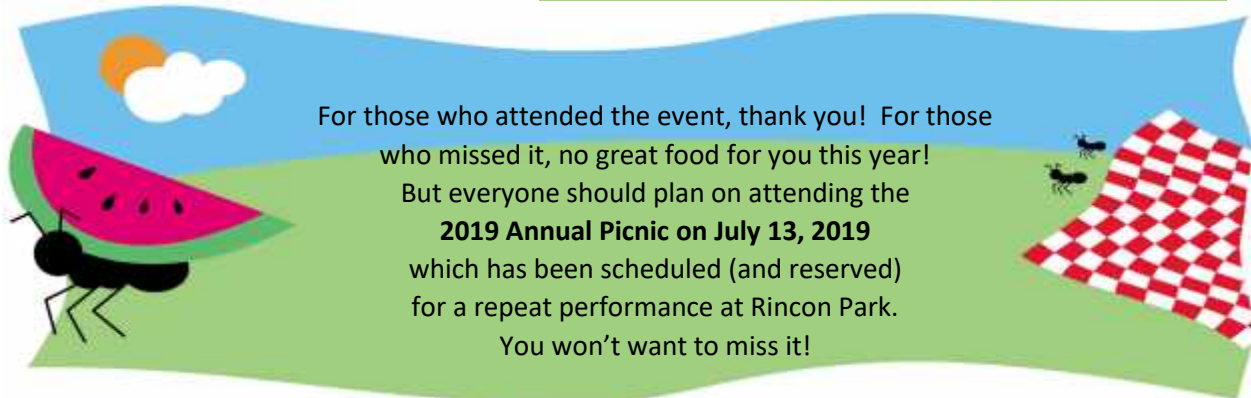 For those who attended the event, thank you!  For those
who missed it, no great food for you this year!
But everyone should plan on attending the
2019 Annual Picnic on July 13, 2019
which has been scheduled (and reserved)
for a repeat performance at Rincon Park.
You won’t want to miss it!